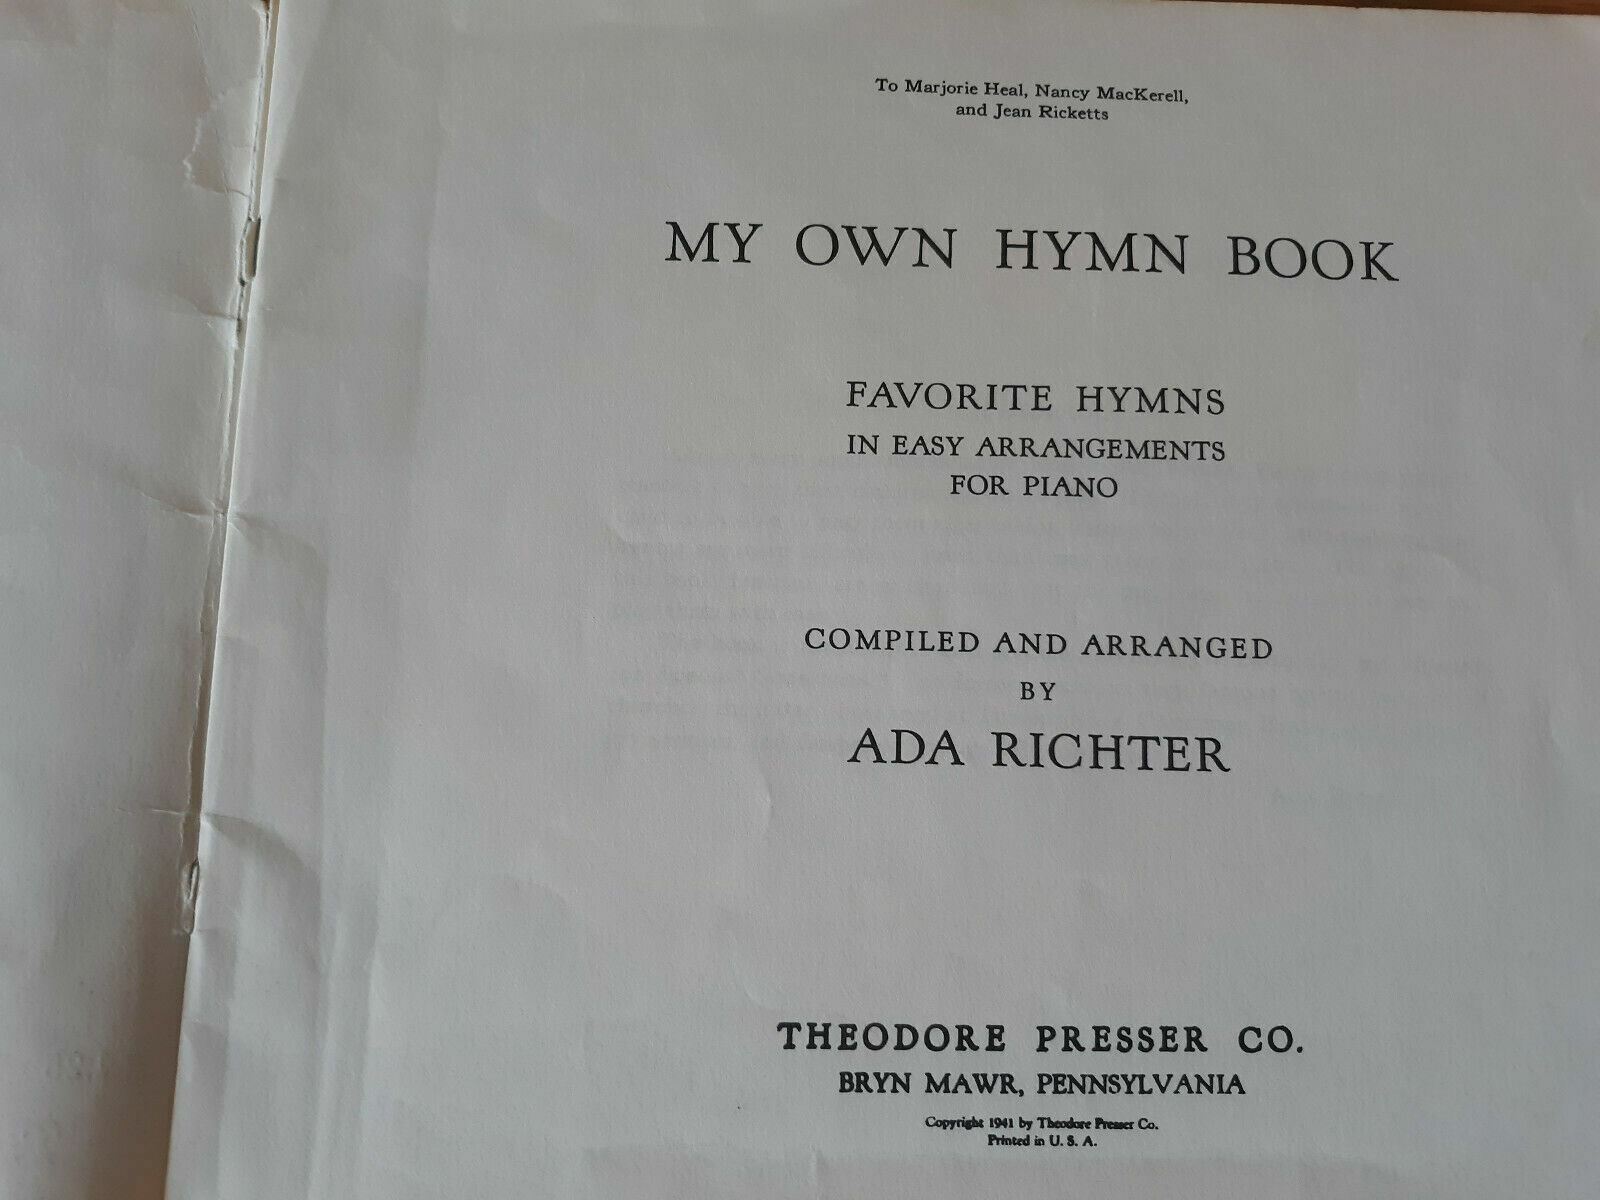 To Marjorie Heal, Nancy MacKerell,
and Jean Ricketts
MY OWN HYMN BOOK
FAVORITE HYMNS
IN EASY ARRANGEMENTS
FOR PIANO
COMPILED AND ARRANGED
BY
ADA RICHTER
THEODORE PRESSER CO.
BRYN MAWR, PENNSYLVANIA
Copyright 1941 by Theodore Presser Co.
Printed in U. S. A.